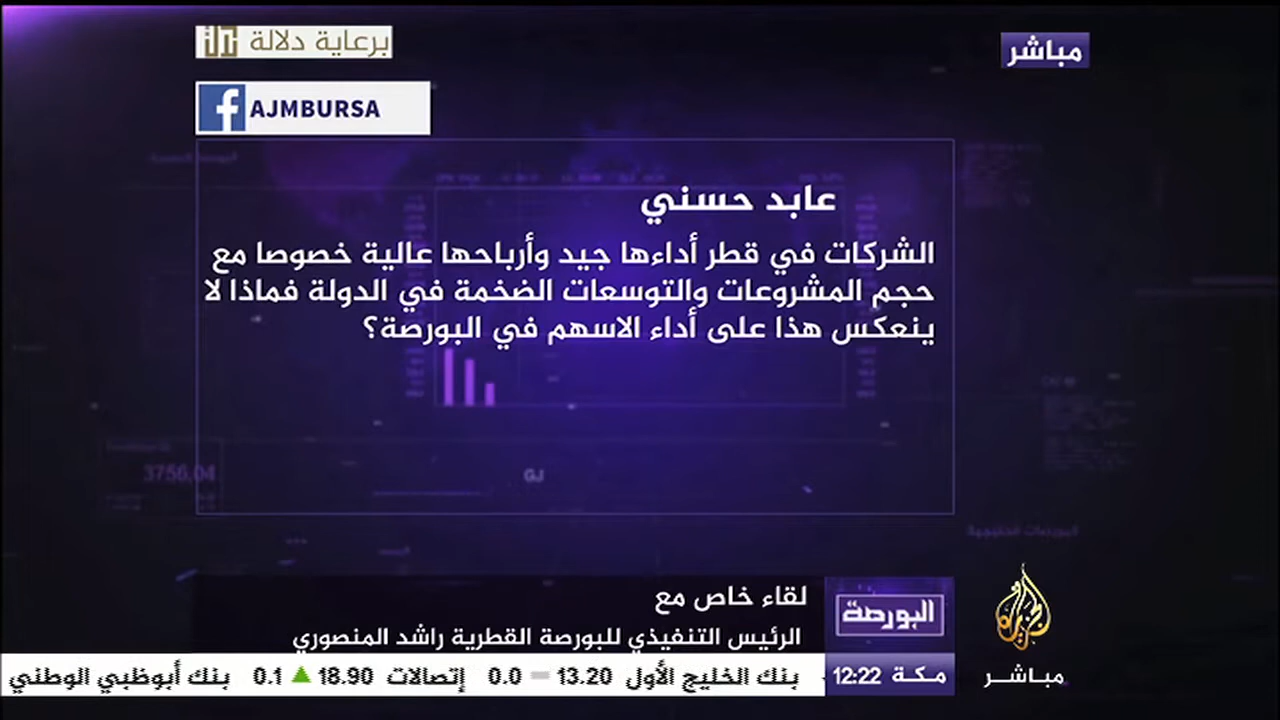 مباشر
برعاية دلالة
AJMBURSA
عابد حسني
الشركات في قطر أداءها جيد وأرباحها عالية خصوصا مع
حجم المشروعات والتوسعات الضخمة في الدولة فماذا لا
ينعكس هذا على أداء الاسهم في البورصة؟
3756.04
GJ
لقاء خاص مع
البورصة
الرئيس التنفيذي للبورصة القطرية راشد المنصوري
مكة 12:22
بنك الخليج الأول 13.20 0.0 إتصالات 18.90 0.1 بنك أبوظبي الوطني
الجزيرة
مباشر